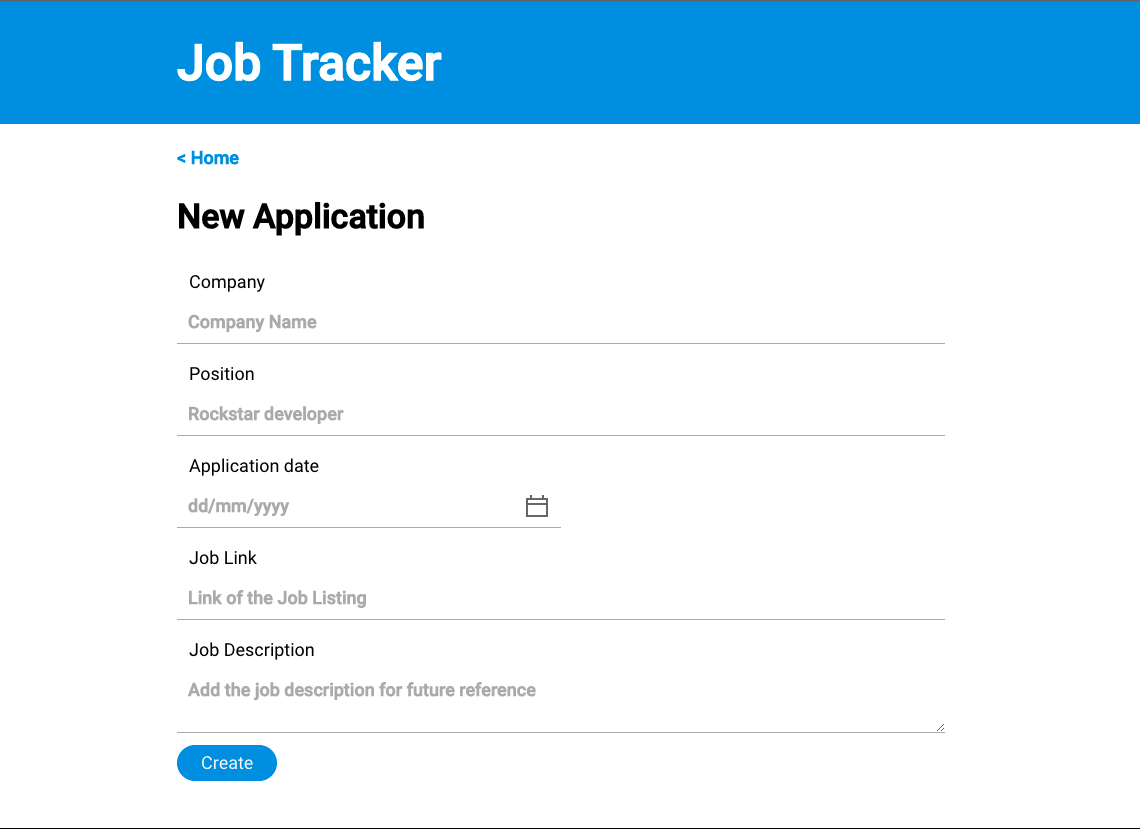 Job Tracker
< Home
New Application
Company
Company Name
Position
Rockstar developer
Application date
dd/mm/yyyy
Job Link
Link of the Job Listing
Job Description
Add the job description for future reference
Create